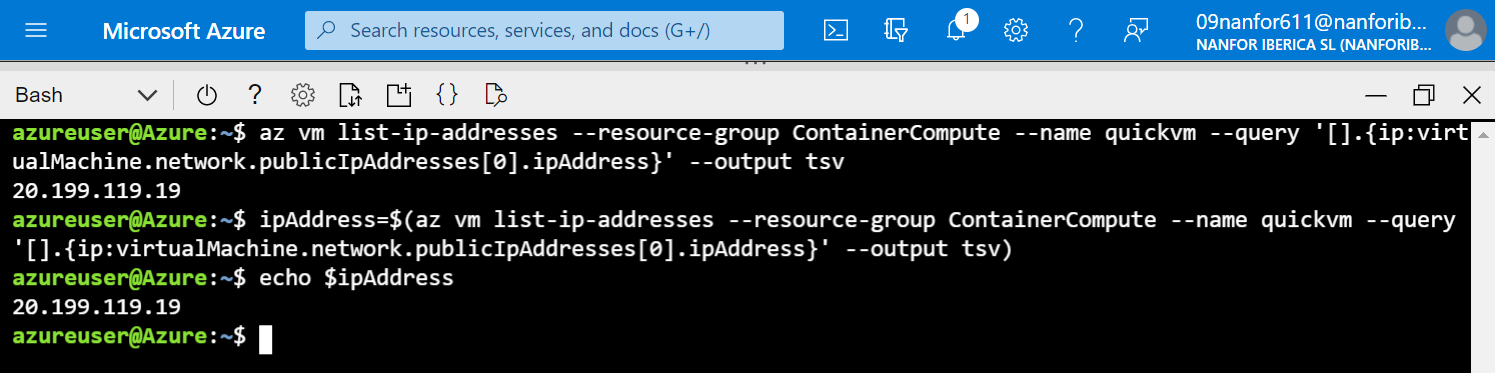 Microsoft Azure
Search resources, services, and docs (G+/)
1
?
09nanfor611@nanforib...
NANFOR IBERICA SL (NANFORIB...
Bash
?
{}
azureuser@Azure:~$ az vm list-ip-addresses --resource-group ContainerCompute --name quickvm --query '[].{ip:virt
ualMachine.network.publicIpAddresses[0].ipAddress}' --output tsv
20.199.119.19
azureuser@Azure:~$ ipAddress=$(az vm list-ip-addresses --resource-group ContainerCompute --name quickvm --query
'[].{ip:virtualMachine.network.publicIpAddresses[0].ipAddress}' --output tsv)
azureuser@Azure:~$ echo $ipAddress
20.199.119.19
azureuser@Azure:~$